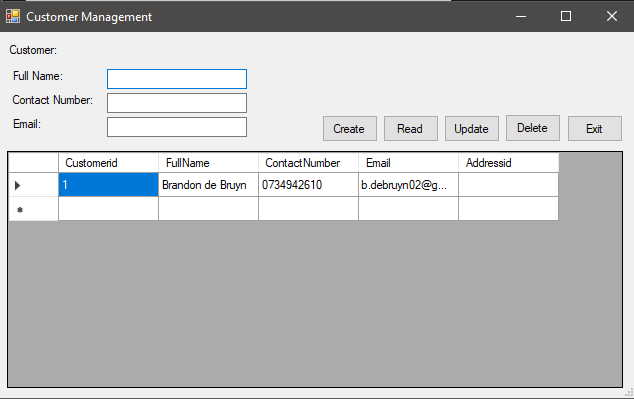 Customer Management
Customer:
Full Name:
Contact Number:
Email:
Create Read Update Delete Exit
Customerid FullName ContactNumber Email Addressid
1 Brandon de Bruyn 0734942610 b.debruyn02@g...